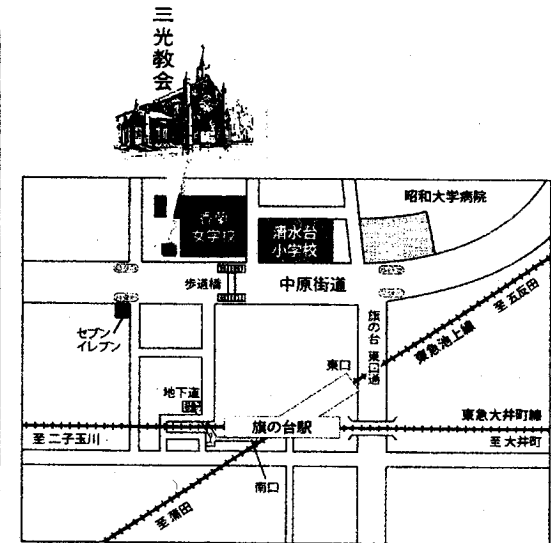 三光教会
昭和大学病院
香蘭
女学校
清水台
小学校
歩道橋
中原街道
至五反田
セブン
イレブン
旗の台 東口通
東急池上線
東口
地下道
東急大井町線
旗の台駅
至二子玉川
至大井町
南口
至蒲田